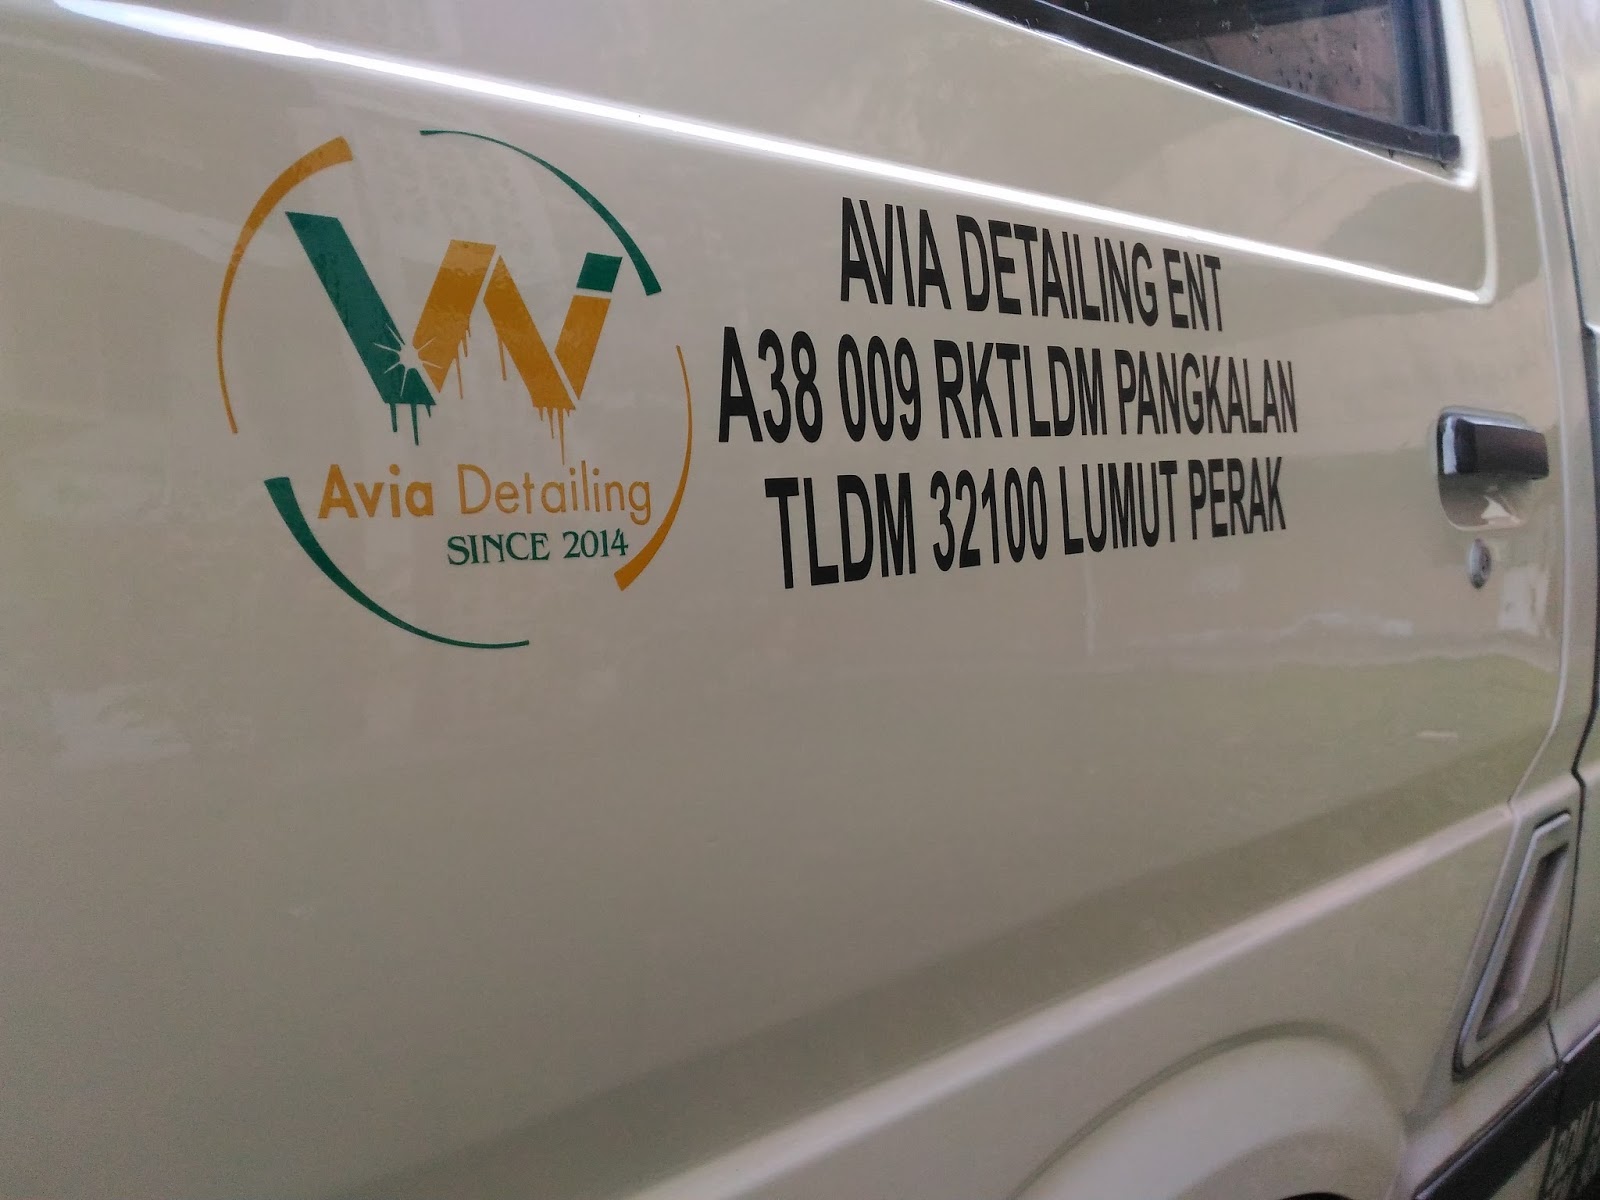 Avia Detailing
SINCE 2014
AVIA DETAILING ENT
A38 009 RKTLDM PANGKALAN
TLDM 32100 LUMUT PERAK